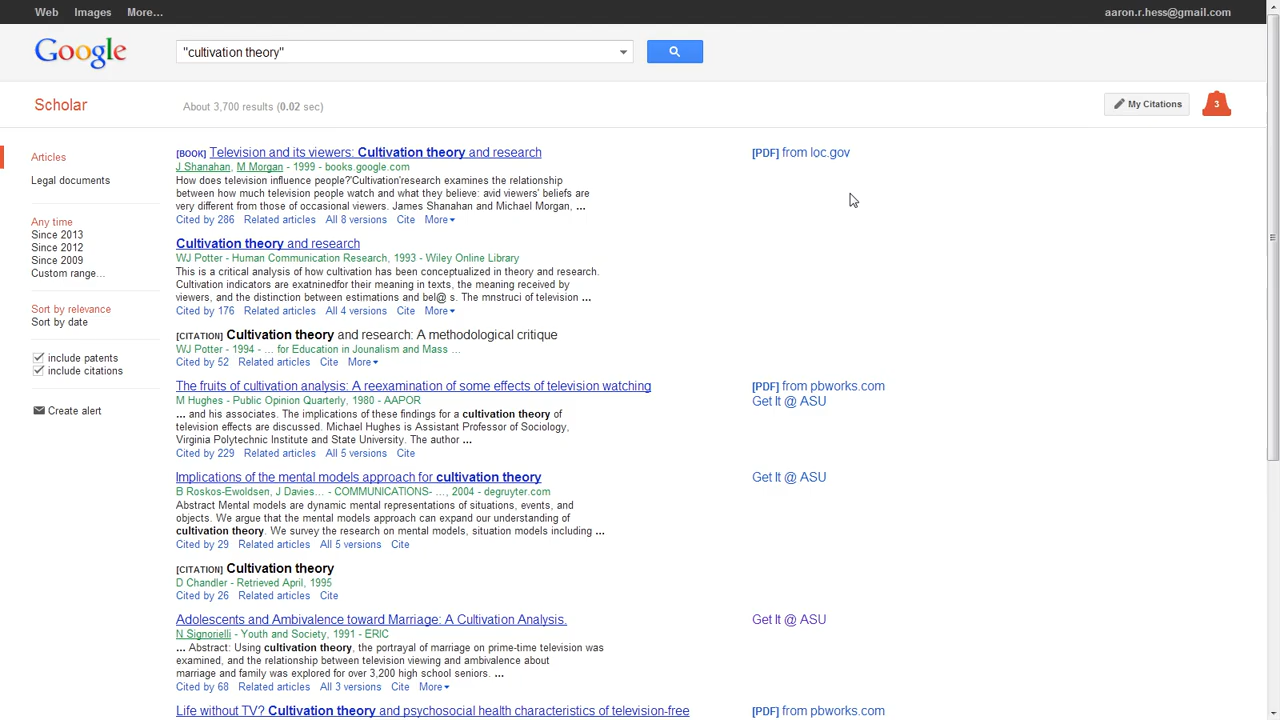 Web Images More...
aaron.r.hess@gmail.com
Google
"cultivation theory"
Scholar
About 3,700 results (0.02 sec)
My Citations
3
Articles
Legal documents
Any time
Since 2013
Since 2012
Since 2009
Custom range...
Sort by relevance
Sort by date
include patents
include citations
Create alert
[BOOK] Television and its viewers: Cultivation theory and research
[PDF] from loc.gov
J Shanahan, M Morgan - 1999 - books.google.com
How does television influence people?'Cultivation'research examines the relationship
between how much television people watch and what they believe: avid viewers' beliefs are
very different from those of occasional viewers. James Shanahan and Michael Morgan, ...
Cited by 286 Related articles All 8 versions Cite More
Cultivation theory and research
WJ Potter - Human Communication Research, 1993 - Wiley Online Library
This is a critical analysis of how cultivation has been conceptualized in theory and research.
Cultivation indicators are exatninedfor their meaning in texts, the meaning received by
viewers, and the distinction between estimations and bel@ s. The mnstruci of television ...
Cited by 176 Related articles All 4 versions Cite More
[CITATION] Cultivation theory and research: A methodological critique
WJ Potter - 1994 - ... for Education in Jounalism and Mass ...
Cited by 52 Related articles Cite More
The fruits of cultivation analysis: A reexamination of some effects of television watching
[PDF] from pbworks.com
M Hughes - Public Opinion Quarterly, 1980 - AAPOR
Get It @ ASU
... and his associates. The implications of these findings for a cultivation theory of
television effects are discussed. Michael Hughes is Assistant Professor of Sociology,
Virginia Polytechnic Institute and State University. The author ...
Cited by 229 Related articles All 5 versions Cite
Implications of the mental models approach for cultivation theory
Get It @ ASU
B Roskos-Ewoldsen, J Davies... - COMMUNICATIONS- ..., 2004 - degruyter.com
Abstract Mental models are dynamic mental representations of situations, events, and
objects. We argue that the mental models approach can expand our understanding of
cultivation theory. We survey the research on mental models, situation models including ...
Cited by 29 Related articles All 5 versions Cite
[CITATION] Cultivation theory
D Chandler - Retrieved April, 1995
Cited by 26 Related articles Cite
Adolescents and Ambivalence toward Marriage: A Cultivation Analysis.
Get It @ ASU
N Signorielli - Youth and Society, 1991 - ERIC
... Abstract: Using cultivation theory, the portrayal of marriage on prime-time television was
examined, and the relationship between television viewing and ambivalence about
marriage and family was explored for over 3,200 high school seniors. ...
Cited by 68 Related articles All 3 versions Cite More
Life without TV? Cultivation theory and psychosocial health characteristics of television-free
[PDF] from pbworks.com